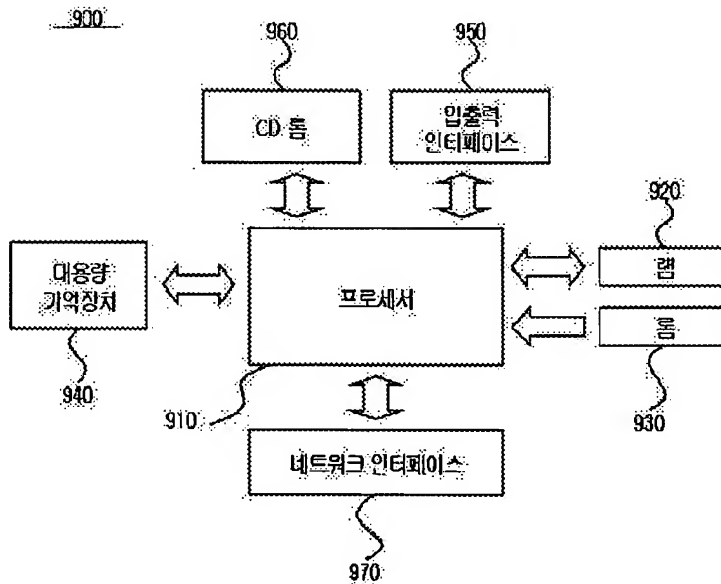 900
960
950
CD 롬
입출력
인터페이스
920
대용량
기억장치
프로세서
램
롬
940
910
930
네트워크 인터페이스
970